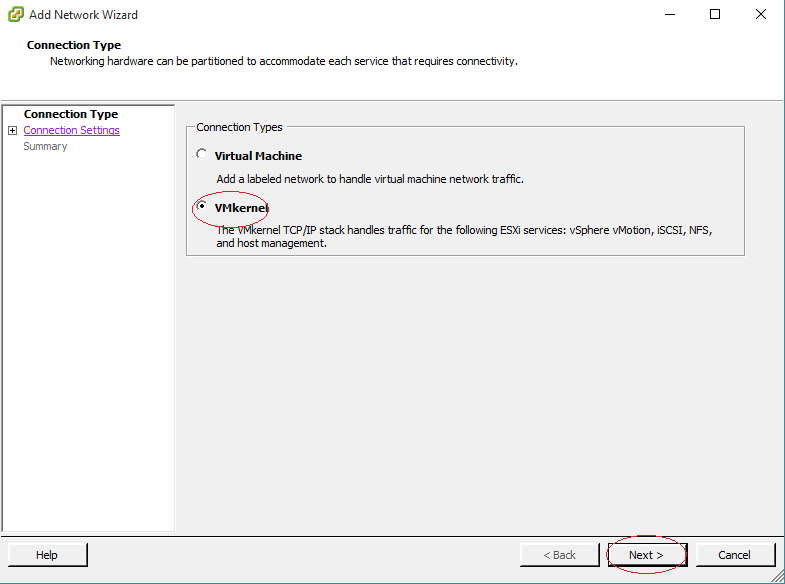 Add Network Wizard
Connection Type
Networking hardware can be partitioned to accommodate each service that requires connectivity.
Connection Type
Connection Settings
Summary
Connection Types
Virtual Machine
Add a labeled network to handle virtual machine network traffic.
VMkernel
The VMkernel TCP/IP stack handles traffic for the following ESXi services: vSphere vMotion, iSCSI, NFS,
and host management.
Help
< Back
Next >
Cancel